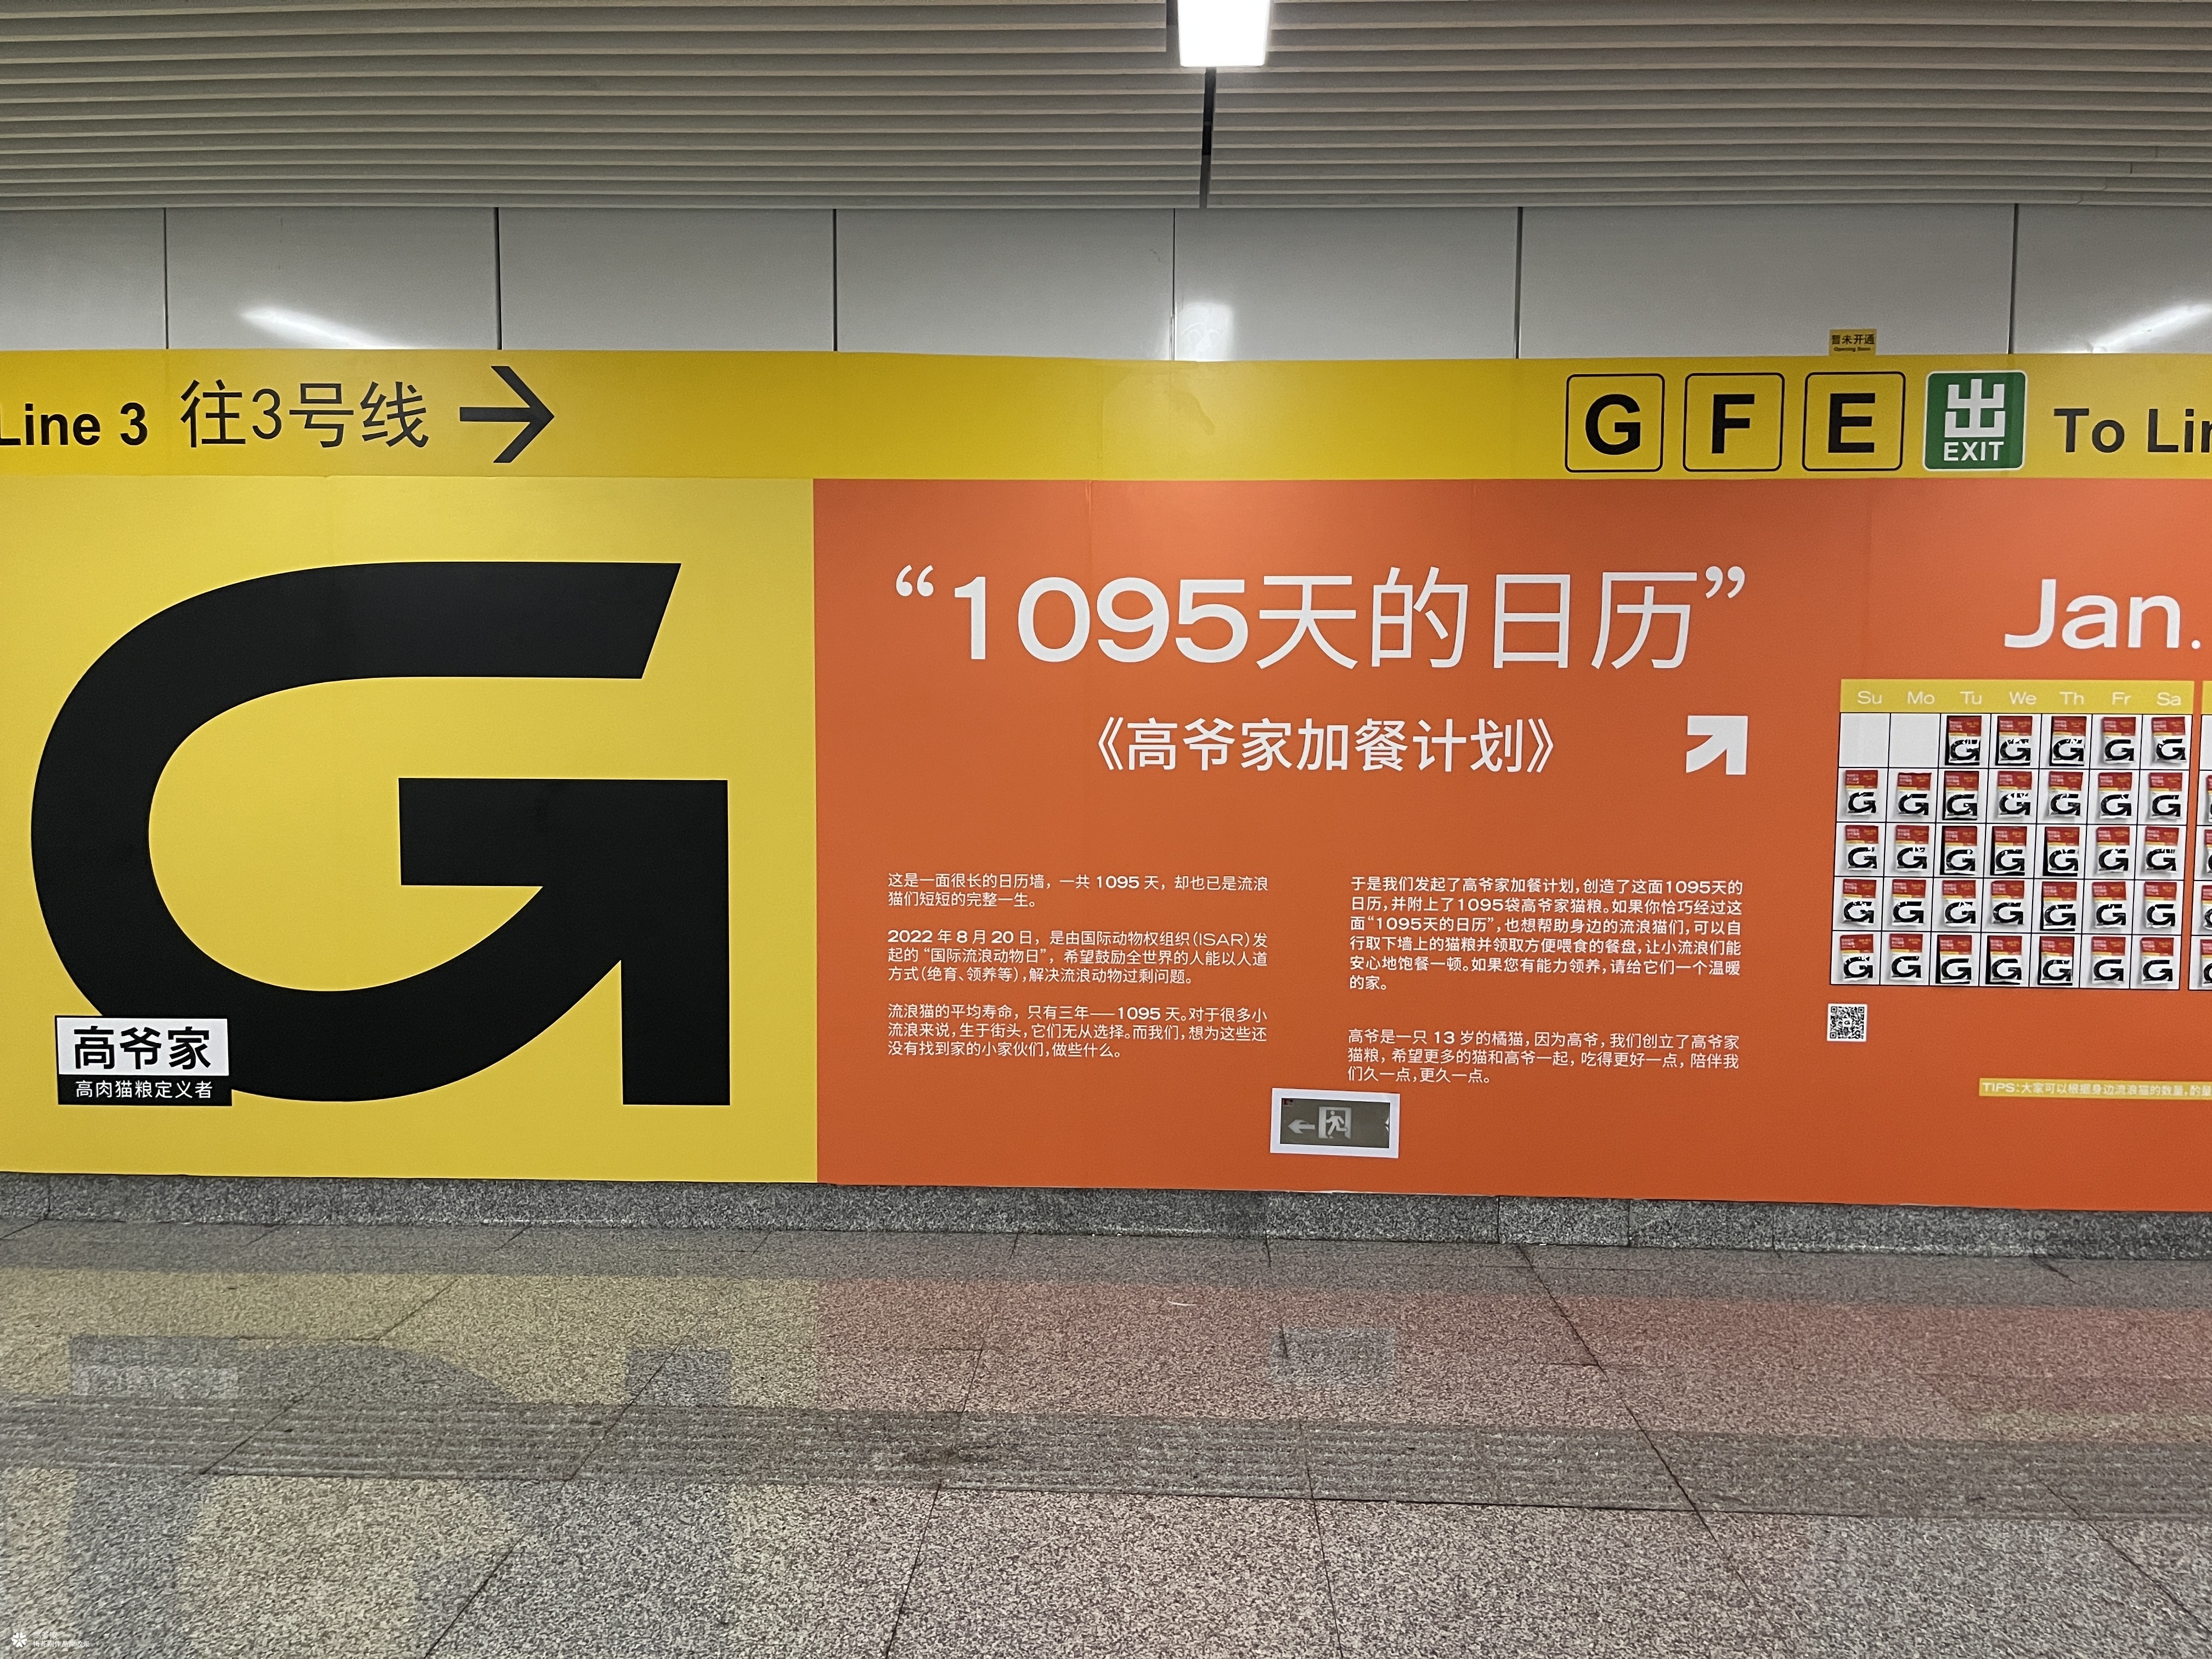 暂未开通
Opening Soon
Line 3 往3号线 →
G F E 出 EXIT To Lin
“1095天的日历”
《高爷家加餐计划》
这是一面很长的日历墙，一共 1095 天，却也已是流浪
猫们短短的完整一生。
2022 年 8 月 20 日，是由国际动物权组织（ISAR）发
起的“国际流浪动物日”，希望鼓励全世界的人能以人道
方式（绝育、领养等），解决流浪动物过剩问题。
流浪猫的平均寿命，只有三年——1095 天。对于很多小
流浪来说，生于街头，它们无从选择。而我们，想为这些还
没有找到家的小家伙们，做些什么。
于是我们发起了高爷家加餐计划，创造了这面1095天的
日历，并附上了1095袋高爷家猫粮。如果你恰巧经过这
面“1095天的日历”，也想帮助身边的流浪猫们，可以自
行取下墙上的猫粮并领取方便喂食的餐盘，让小流浪们能
安心地饱餐一顿。如果您有能力领养，请给它们一个温暖
的家。
高爷是一只 13 岁的橘猫，因为高爷，我们创立了高爷家
猫粮，希望更多的猫和高爷一起，吃得更好一点，陪伴我
们久一点，更久一点。
Jan.
Su Mo Tu We Th Fr Sa
TIPS：大家可以根据身边流浪猫的数量，酌量
高爷家
高肉猫粮定义者